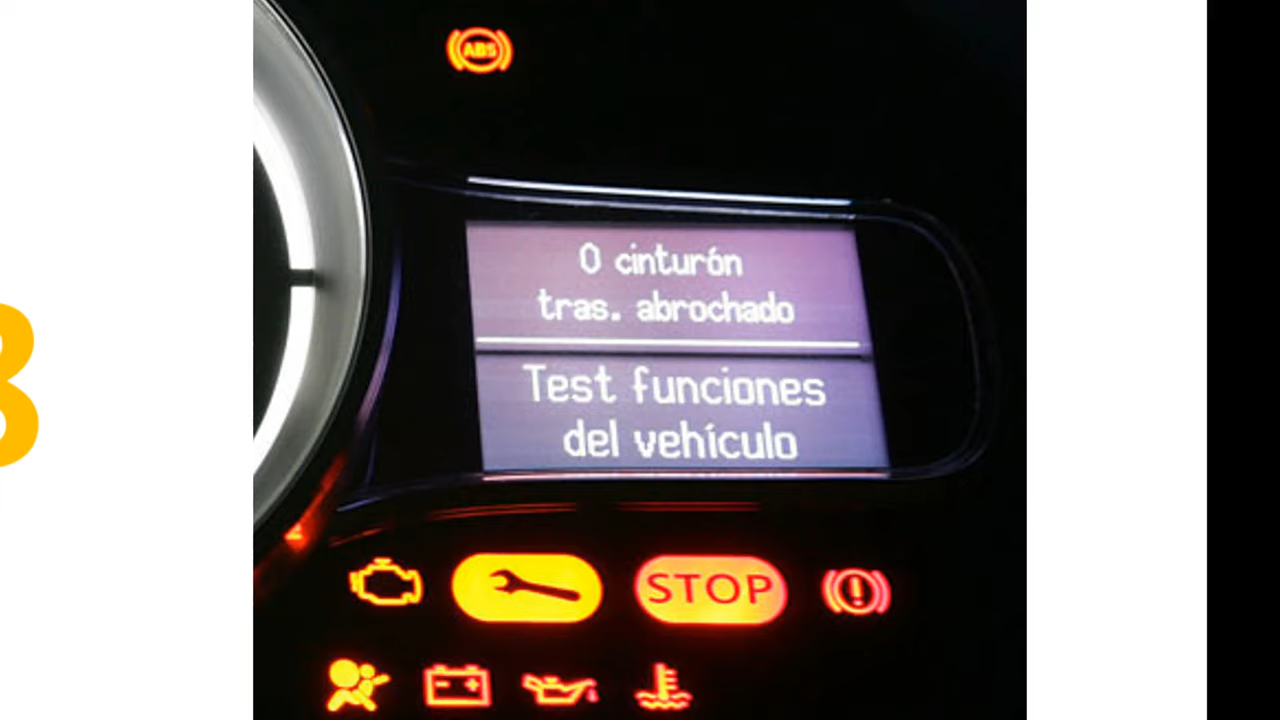 ABS
0 cinturón
tras. abrochado
Test funciones
del vehículo
STOP